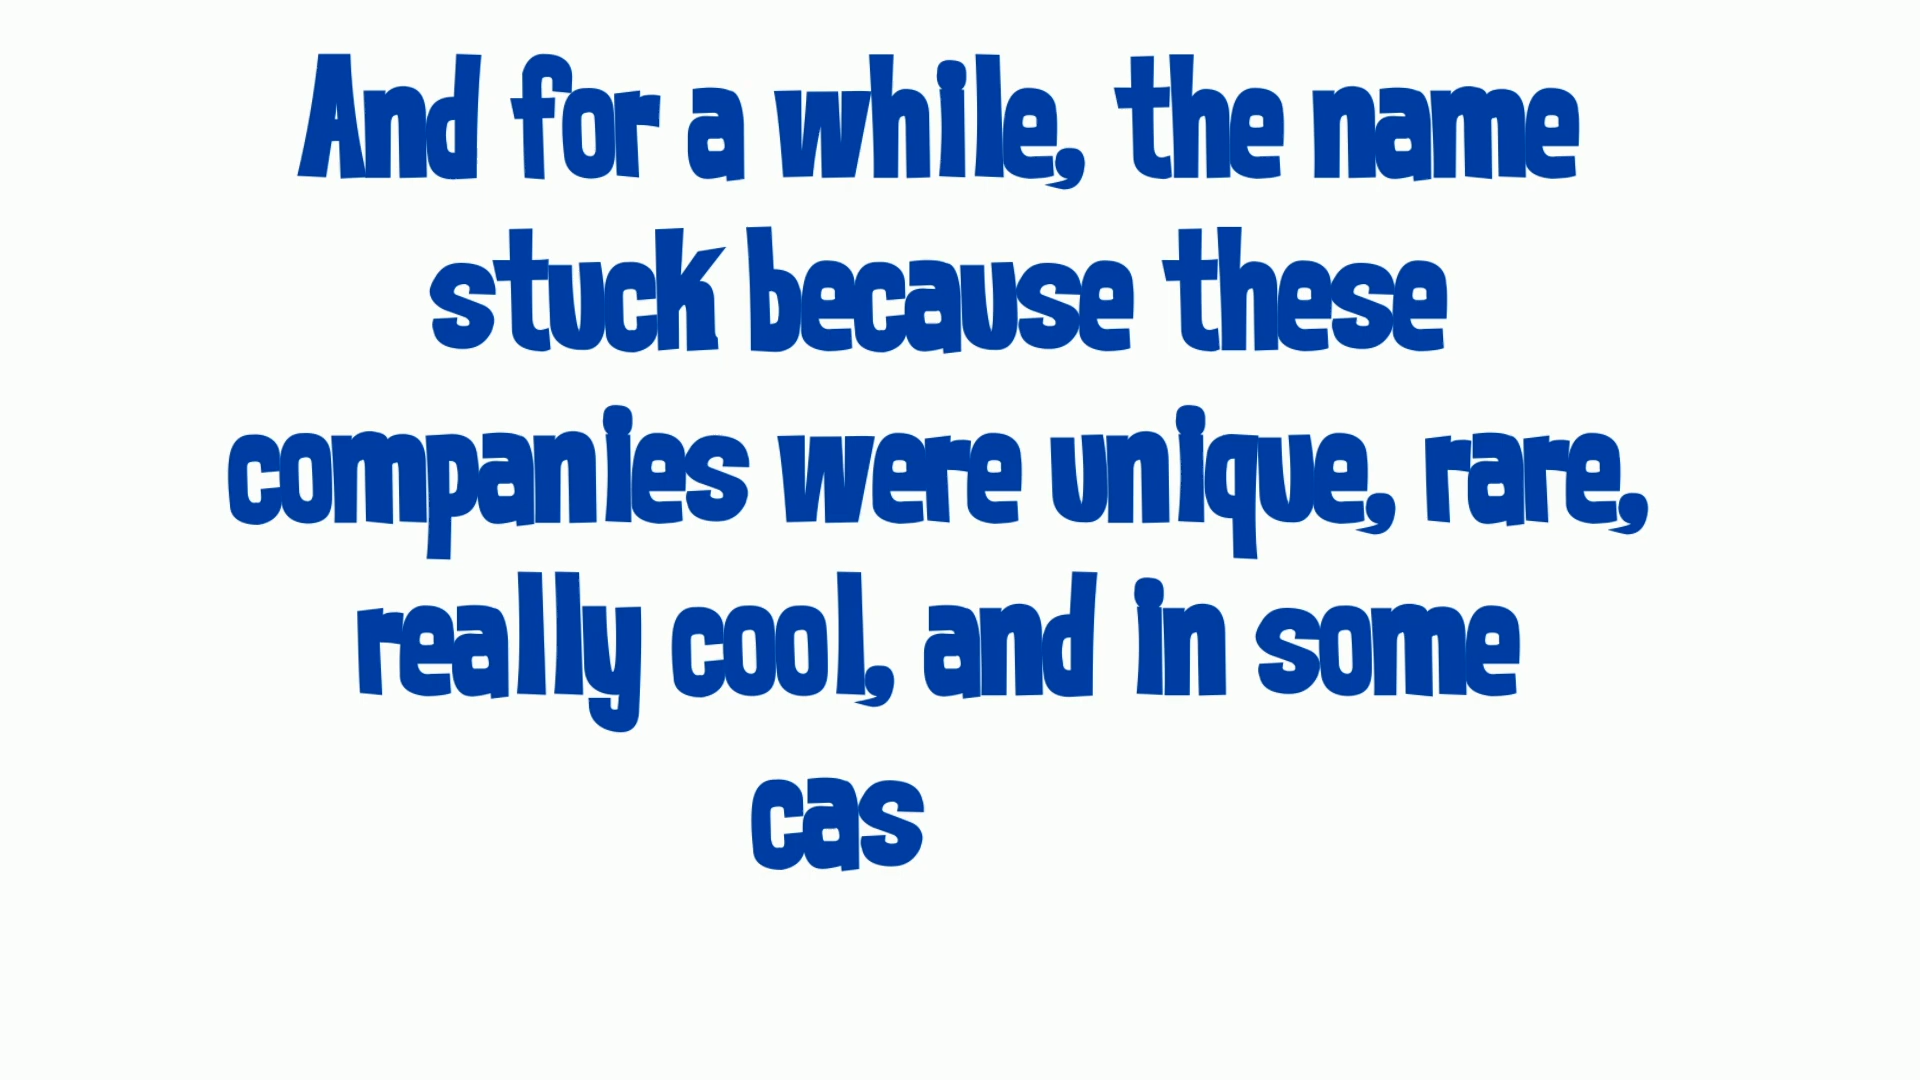 And for a while, the name
stuck because these
companies were unique, rare,
really cool, and in some
cas